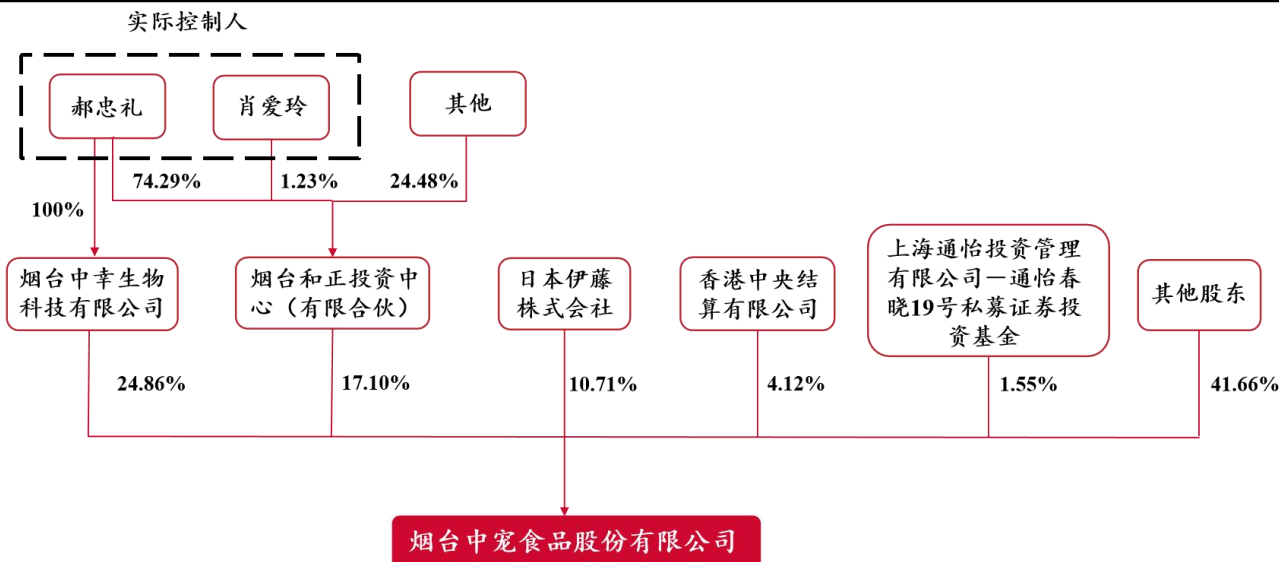 实际控制人
郝忠礼
肖爱玲
其他
74.29%
1.23%
24.48%
100%
烟台中幸生物
科技有限公司
烟台和正投资中
心（有限合伙）
日本伊藤
株式会社
香港中央结
算有限公司
上海通怡投资管理
有限公司—通怡春
晓19号私募证券投
资基金
其他股东
24.86%
17.10%
10.71%
4.12%
1.55%
41.66%
烟台中宠食品股份有限公司